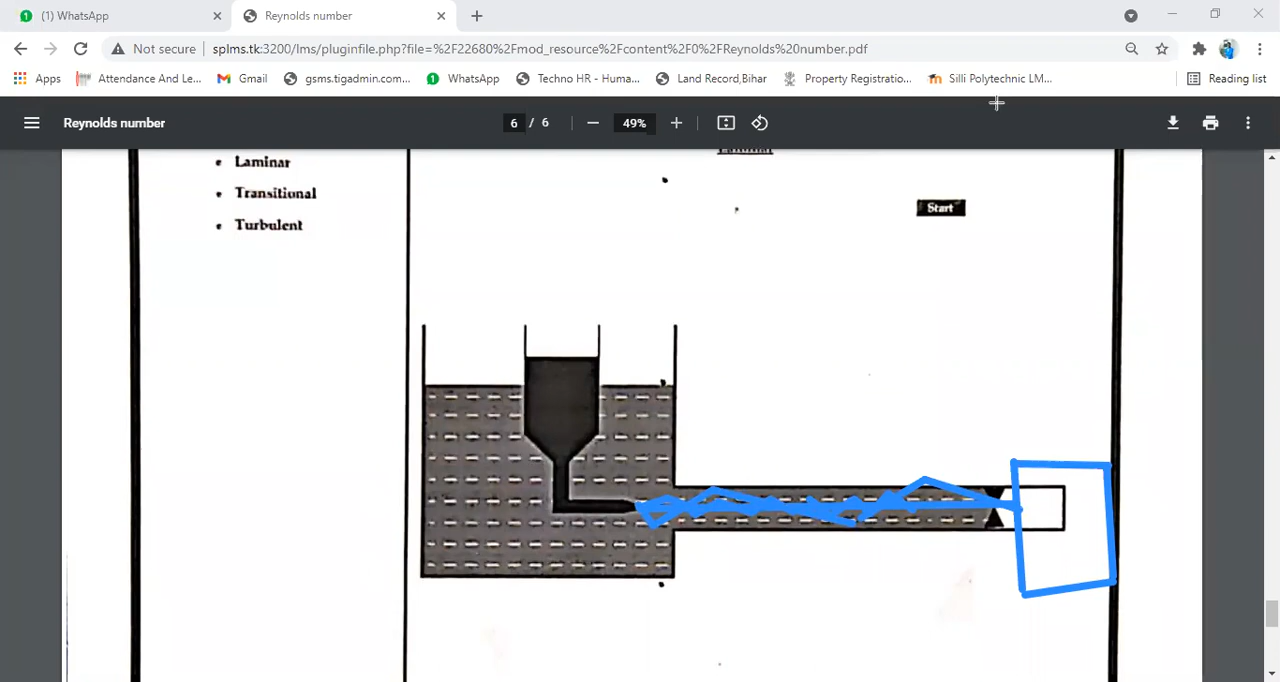 (1) WhatsApp
Reynolds number
Not secure
splms.tk:3200/lms/pluginfile.php?file=%2F22680%2Fmod_resource%2Fcontent%2F0%2FReynolds%20number.pdf
Apps
Attendance And Le...
Gmail
gsms.tigadmin.com...
WhatsApp
Techno HR - Huma...
Land Record,Bihar
Property Registratio...
Silli Polytechnic LM...
Reading list
Reynolds number
6 / 6
49%
Laminar
• Laminar
• Transitional
• Turbulent
Start